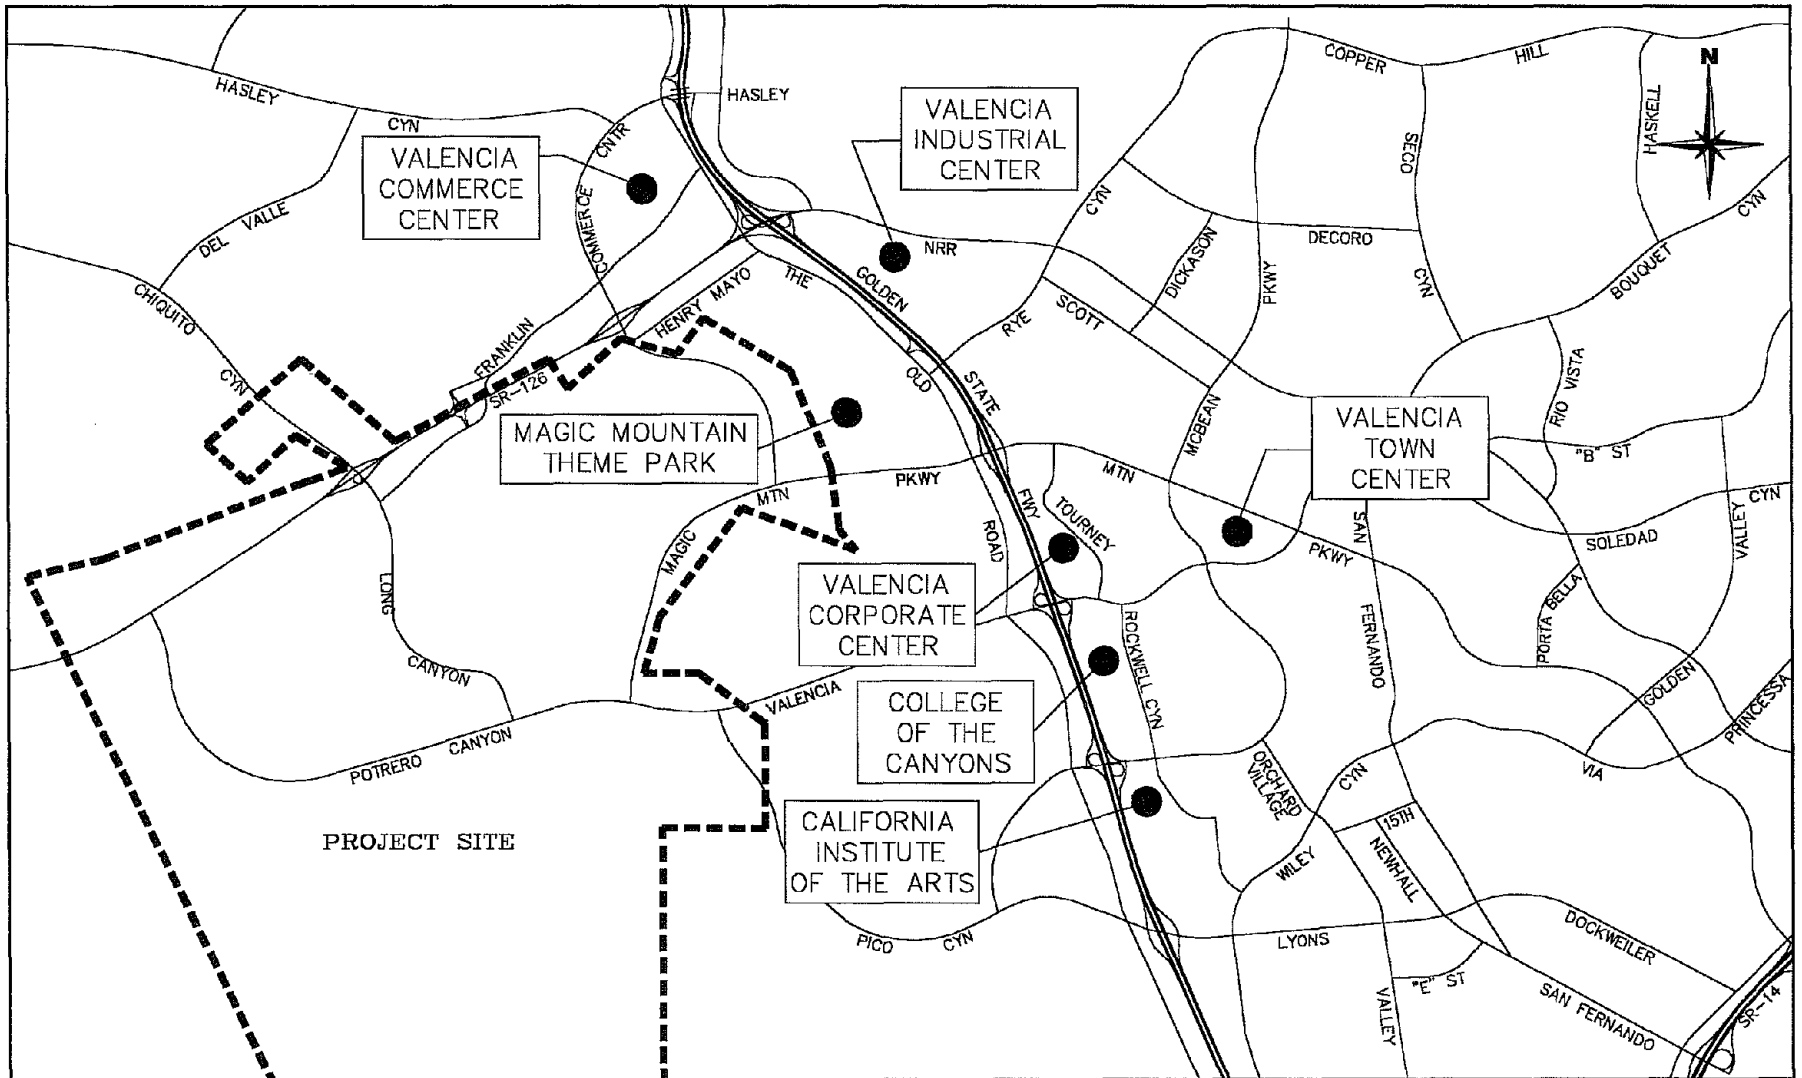 COPPER
HILL
N
HASLEY
HASLEY
CYN
CNTR
VALENCIA
COMMERCE
CENTER
VALENCIA
INDUSTRIAL
CENTER
SECO
HASKELL
CYN
DEL VALLE
COMMERCE
CYN
DICKASON
DECORO
NRR
BOUQUET
CHIQUITO
THE
GOLDEN
HENRY MAYO
PKWY
CYN
SCOTT
RYE
FRANKLIN
SR-126
CYN
OLD
STATE
RIO VISTA
MCBEAN
MAGIC MOUNTAIN
THEME PARK
VALENCIA
TOWN
CENTER
"B" ST
MTN
PKWY
MTN
CYN
FWY
TOURNEY
ROAD
SAN
PKWY
SOLEDAD
VALLEY
MAGIC
LONG
VALENCIA
CORPORATE
CENTER
PORTA BELLA
FERNANDO
ROCKWELL CYN
CANYON
GOLDEN
VALENCIA
COLLEGE
OF THE
CANYONS
PRINCESSA
POTRERO
CANYON
ORCHARD
VILLAGE
CYN
VIA
PROJECT SITE
CALIFORNIA
INSTITUTE
OF THE ARTS
15TH
NEWHALL
WILEY
PICO
CYN
LYONS
DOCKWEILER
VALLEY
"E" ST
SAN FERNANDO
SR-14